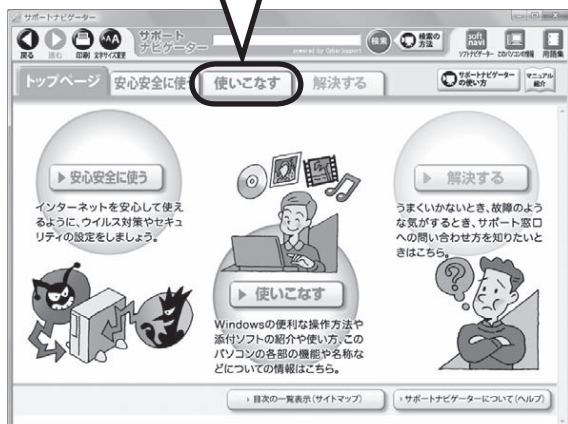 サポートナビゲーター
戻る
進む
印刷
AAA
文字サイズ変更
サポート
ナビゲーター
powered by CyberSupport
検索
検索の
方法
soft
navi
ソフトナビゲーター
このパソコンの情報
用語集
トップページ
安心安全に使う
使いこなす
解決する
サポートナビゲーター
の使い方
マニュアル
紹介
安心安全に使う
インターネットを安心して使え
るように、ウイルス対策やセキュ
リティの設定をしましょう。
使いこなす
Windowsの便利な操作方法や
添付ソフトの紹介や使い方、この
パソコンの各部の機能や名称な
どについての情報はこちら。
解決する
うまくいかないとき、故障のよう
な気がするとき、サポート窓口
への問い合わせ方を知りたいと
きはこちら。
?
目次の一覧表示(サイトマップ)
サポートナビゲーターについて(ヘルプ)